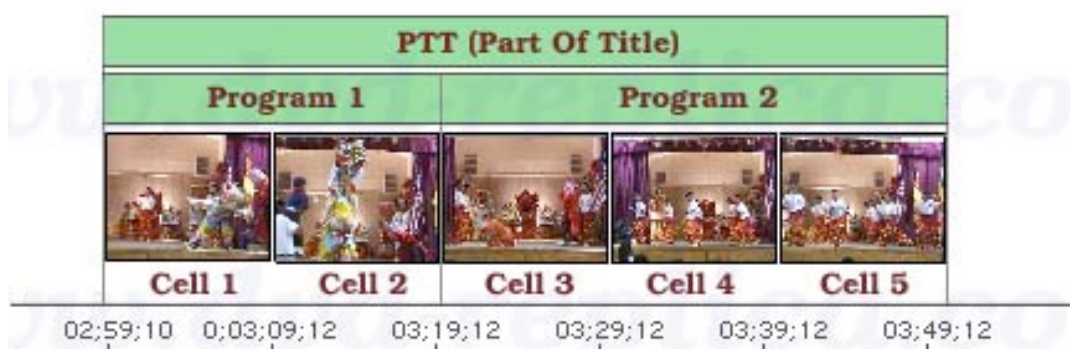 PTT (Part Of Title)
Program 1 Program 2
Cell 1 Cell 2 Cell 3 Cell 4 Cell 5
02;59;10 0;03;09;12 03;19;12 03;29;12 03;39;12 03;49;12